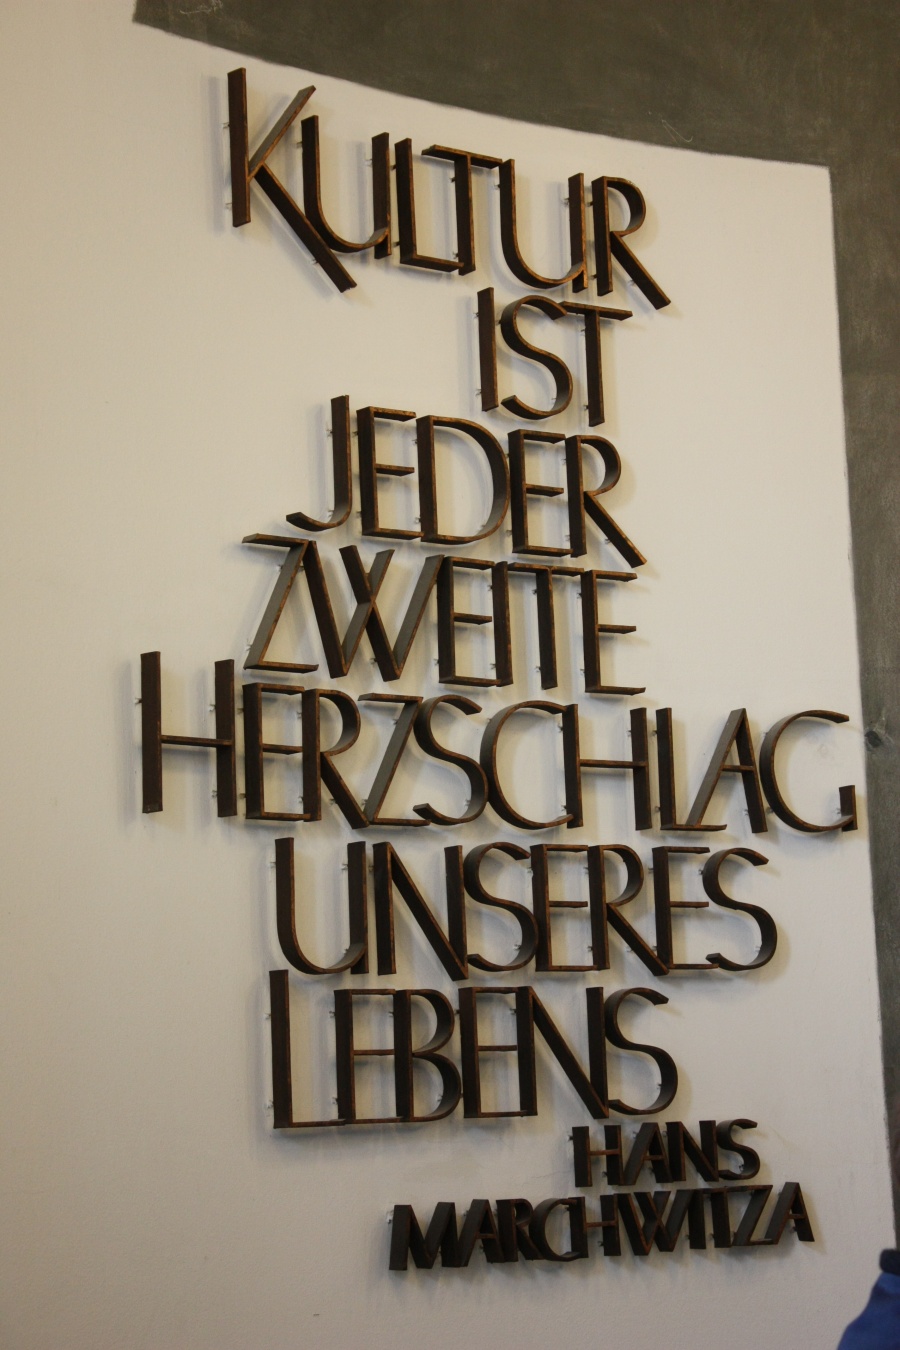 KULTUR
IST
JEDER
ZWEITE
HERZSCHLAG
UNSERES
LEBENS
HANS
MARCHWITZA